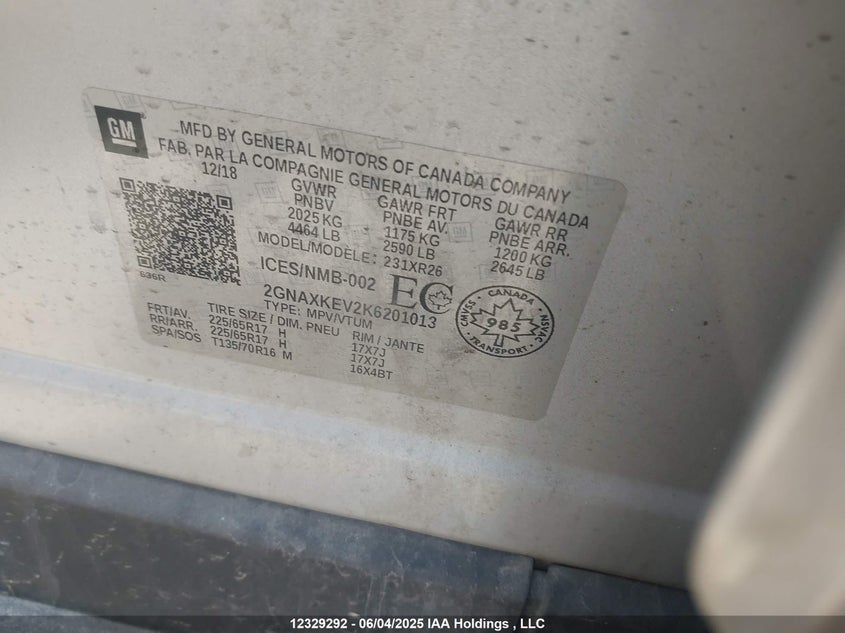 GM
MFD BY GENERAL MOTORS OF CANADA COMPANY
FAB. PAR LA COMPAGNIE GENERAL MOTORS DU CANADA
12/18
GVWR
PNBV
2025 KG
4464 LB
GAWR FRT
PNBE AV.
1175 KG
2590 LB
GAWR RR
PNBE ARR.
1200 KG
2645 LB
MODEL/MODÈLE: 231XR26
636R
ICES/NMB-002
EC
2GNAXKEV2K6201013
TYPE: MPV/VTUM
TIRE SIZE / DIM. PNEU RIM / JANTE
FRT/AV. 225/65R17 H 17X7J
RR/ARR. 225/65R17 H 17X7J
SPA/SOS T135/70R16 M 16X4BT
CANADA
CMVSS
985
NSVAC
TRANSPORT
12329292 - 06/04/2025 IAA Holdings , LLC